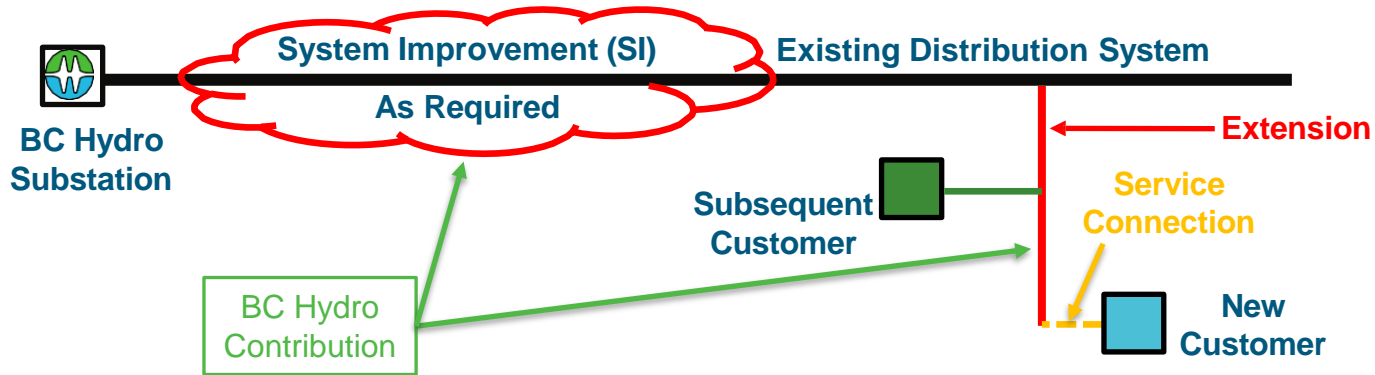 System Improvement (SI)
As Required
Existing Distribution System
BC Hydro
Substation
Extension
Service
Connection
Subsequent
Customer
BC Hydro
Contribution
New
Customer